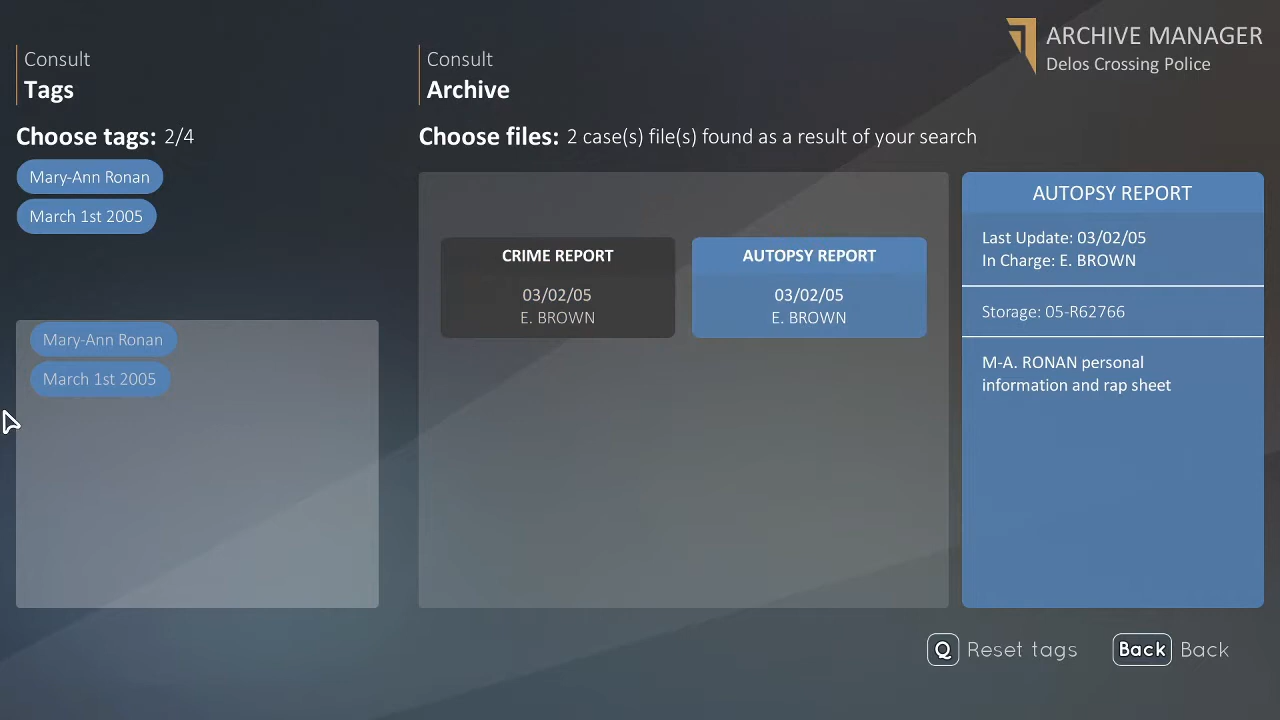 ARCHIVE MANAGER
Delos Crossing Police
Consult
Tags
Choose tags: 2/4
Mary-Ann Ronan
March 1st 2005
Mary-Ann Ronan
March 1st 2005
Consult
Archive
Choose files: 2 case(s) file(s) found as a result of your search
CRIME REPORT
03/02/05
E. BROWN
AUTOPSY REPORT
03/02/05
E. BROWN
AUTOPSY REPORT
Last Update: 03/02/05
In Charge: E. BROWN
Storage: 05-R62766
M-A. RONAN personal
information and rap sheet
Q Reset tags
Back Back